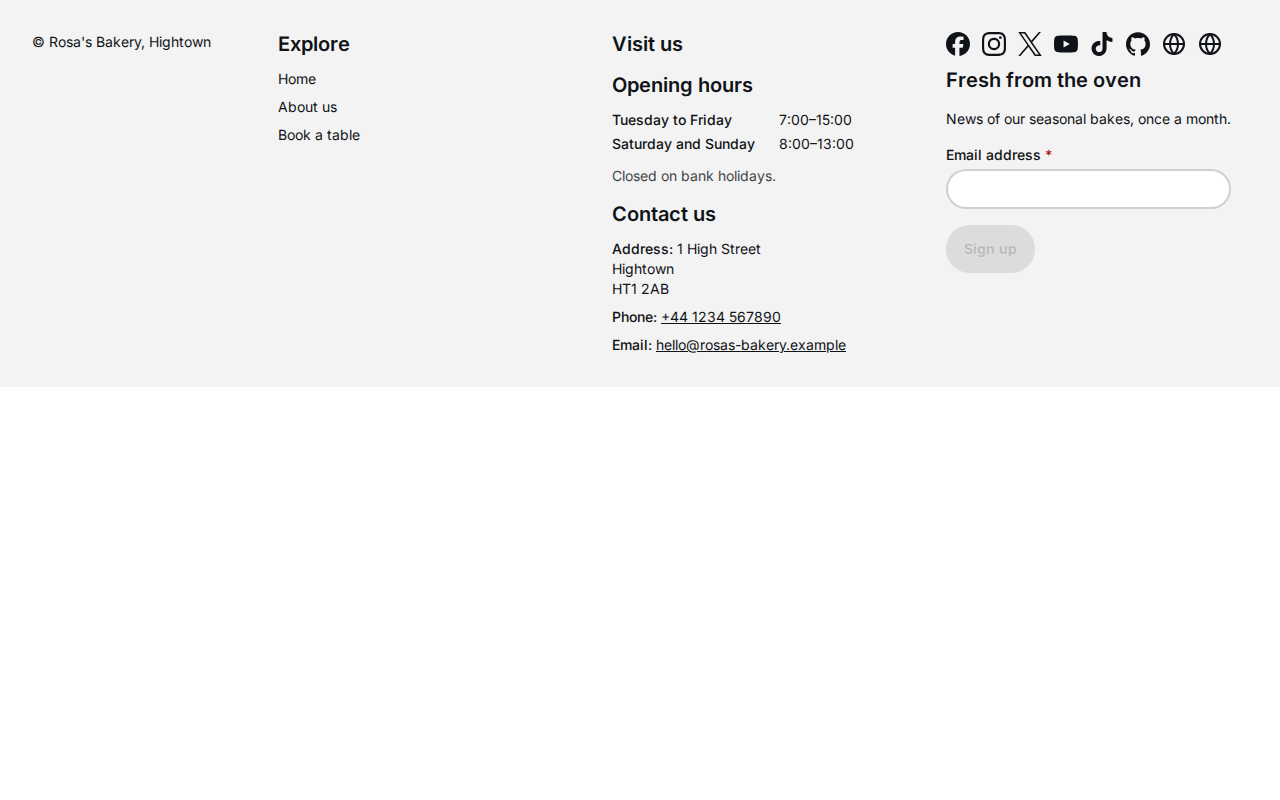 © Rosa's Bakery, Hightown
Explore
Home
About us
Book a table
Visit us
Opening hours
Tuesday to Friday 7:00–15:00
Saturday and Sunday 8:00–13:00
Closed on bank holidays.
Contact us
Address: 1 High Street
Hightown
HT1 2AB
Phone: +44 1234 567890
Email: hello@rosas-bakery.example
Fresh from the oven
News of our seasonal bakes, once a month.
Email address *
Sign up